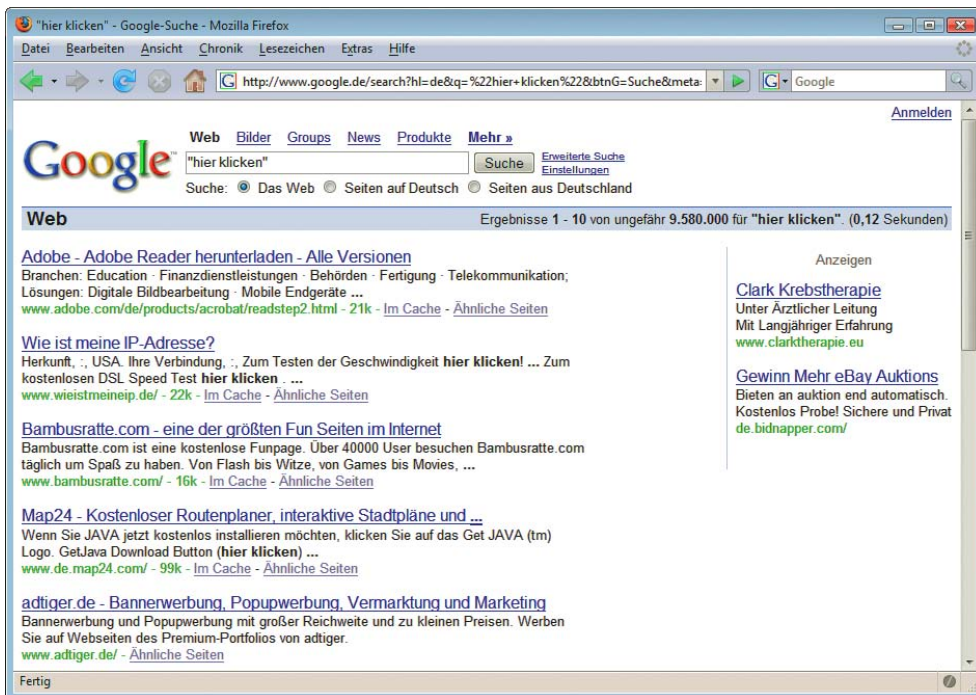 "hier klicken" - Google-Suche - Mozilla Firefox
Datei Bearbeiten Ansicht Chronik Lesezeichen Extras Hilfe
G http://www.google.de/search?hl=de&q=%22hier+klicken%22&btnG=Suche&meta= G Google
Anmelden
Web Bilder Groups News Produkte Mehr »
Google™ "hier klicken" Suche Erweiterte Suche
Einstellungen
Suche: Das Web Seiten auf Deutsch Seiten aus Deutschland
Web Ergebnisse 1 - 10 von ungefähr 9.580.000 für "hier klicken". (0,12 Sekunden)
Adobe - Adobe Reader herunterladen - Alle Versionen
Branchen: Education · Finanzdienstleistungen · Behörden · Fertigung · Telekommunikation;
Lösungen: Digitale Bildbearbeitung · Mobile Endgeräte ...
www.adobe.com/de/products/acrobat/readstep2.html - 21k - Im Cache - Ähnliche Seiten
Wie ist meine IP-Adresse?
Herkunft, :, USA. Ihre Verbindung, :, Zum Testen der Geschwindigkeit hier klicken! ... Zum
kostenlosen DSL Speed Test hier klicken . ...
www.wieistmeineip.de/ - 22k - Im Cache - Ähnliche Seiten
Bambusratte.com - eine der größten Fun Seiten im Internet
Bambusratte.com ist eine kostenlose Funpage. Über 40000 User besuchen Bambusratte.com
täglich um Spaß zu haben. Von Flash bis Witze, von Games bis Movies, ...
www.bambusratte.com/ - 16k - Im Cache - Ähnliche Seiten
Map24 - Kostenloser Routenplaner, interaktive Stadtpläne und ...
Wenn Sie JAVA jetzt kostenlos installieren möchten, klicken Sie auf das Get JAVA (tm)
Logo. GetJava Download Button (hier klicken) ...
www.de.map24.com/ - 99k - Im Cache - Ähnliche Seiten
adtiger.de - Bannerwerbung, Popupwerbung, Vermarktung und Marketing
Bannerwerbung und Popupwerbung mit großer Reichweite und zu kleinen Preisen. Werben
Sie auf Webseiten des Premium-Portfolios von adtiger.
www.adtiger.de/ - Ähnliche Seiten
Anzeigen
Clark Krebstherapie
Unter Ärztlicher Leitung
Mit Langjähriger Erfahrung
www.clarktherapie.eu
Gewinn Mehr eBay Auktions
Bieten an auktion end automatisch.
Kostenlos Probe! Sichere und Privat
de.bidnapper.com/
Fertig